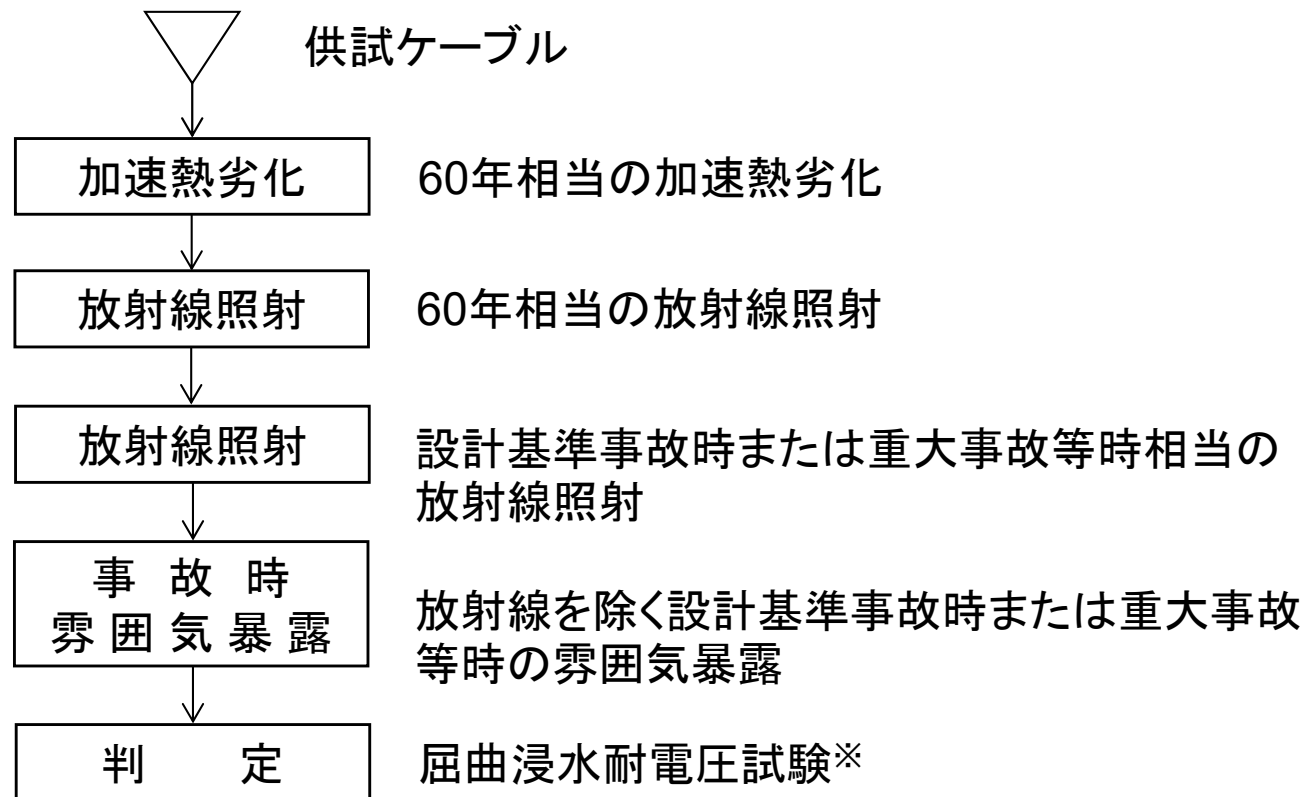 供試ケーブル
加速熱劣化
60年相当の加速熱劣化
放射線照射
60年相当の放射線照射
放射線照射
設計基準事故時または重大事故等時相当の
放射線照射
事故時
雰囲気暴露
放射線を除く設計基準事故時または重大事故
等時の雰囲気暴露
判定
屈曲浸水耐電圧試験※